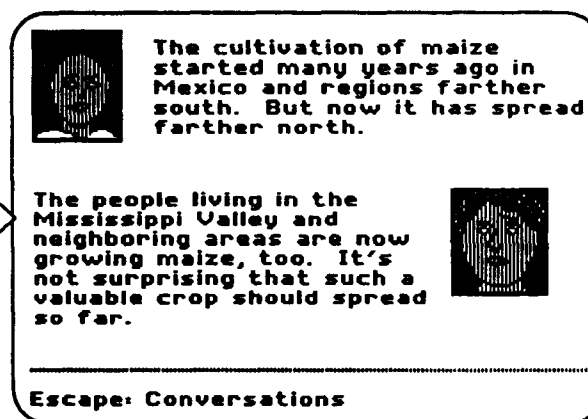 The cultivation of maize
started many years ago in
Mexico and regions farther
south. But now it has spread
farther north.
The people living in the
Mississippi Valley and
neighboring areas are now
growing maize, too. It's
not surprising that such a
valuable crop should spread
so far.
Escape: Conversations